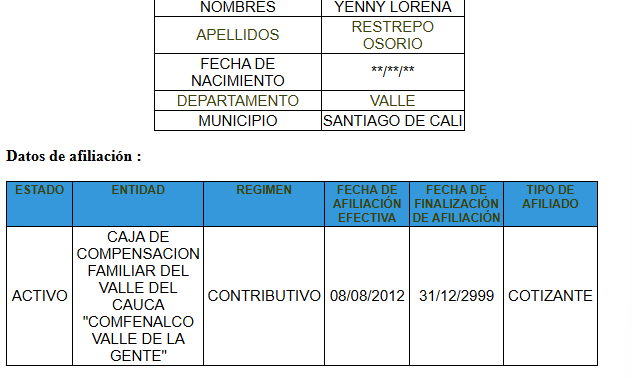 NOMBRES YENNY LORENA
APELLIDOS RESTREPO
OSORIO
FECHA DE
NACIMIENTO **/**/**
DEPARTAMENTO VALLE
MUNICIPIO SANTIAGO DE CALI
Datos de afiliación :
ESTADO ENTIDAD REGIMEN FECHA DE
AFILIACIÓN
EFECTIVA FECHA DE
FINALIZACIÓN
DE AFILIACIÓN TIPO DE
AFILIADO
ACTIVO CAJA DE
COMPENSACION
FAMILIAR DEL
VALLE DEL
CAUCA
"COMFENALCO
VALLE DE LA
GENTE" CONTRIBUTIVO 08/08/2012 31/12/2999 COTIZANTE